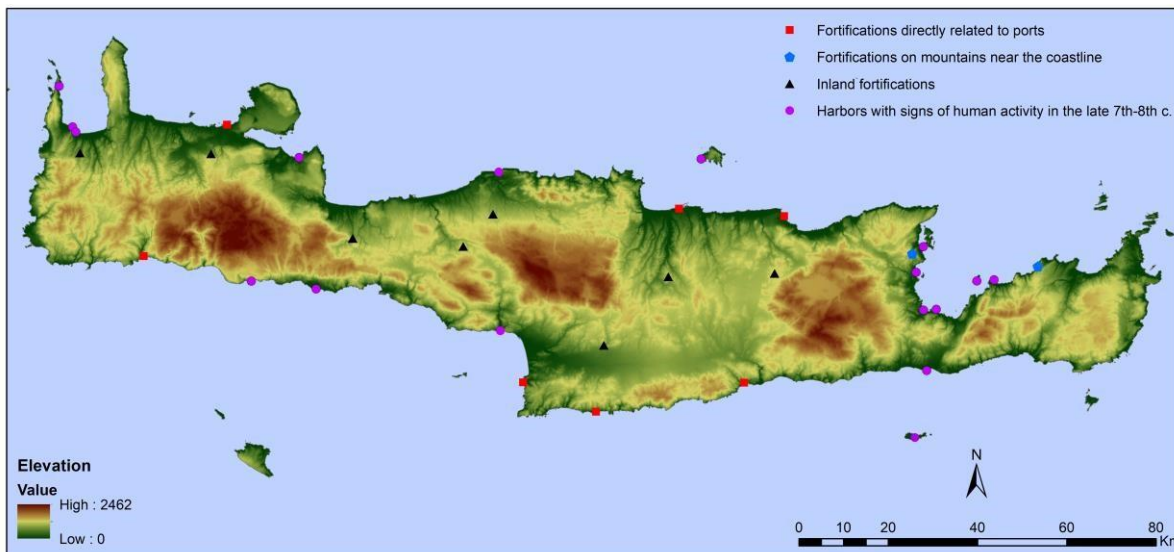 Fortifications directly related to ports
Fortifications on mountains near the coastline
Inland fortifications
Harbors with signs of human activity in the late 7th-8th c.
Elevation
Value
High : 2462
Low : 0
N
0 10 20 40 60 80
Km